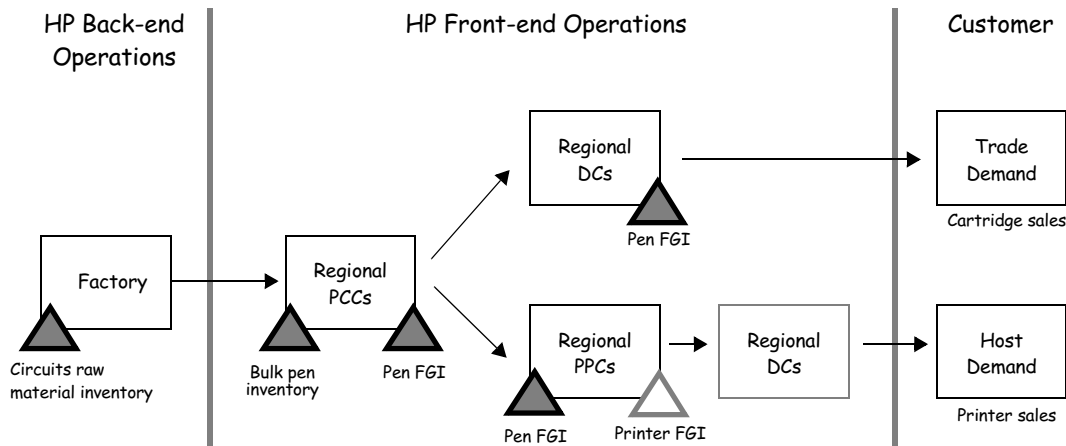 HP Back-end
Operations
HP Front-end Operations
Customer
Regional
DCs
Pen FGI
Trade
Demand
Cartridge sales
Factory
Circuits raw
material inventory
Regional
PCCs
Bulk pen
inventory
Pen FGI
Regional
PPCs
Pen FGI
Printer FGI
Regional
DCs
Host
Demand
Printer sales